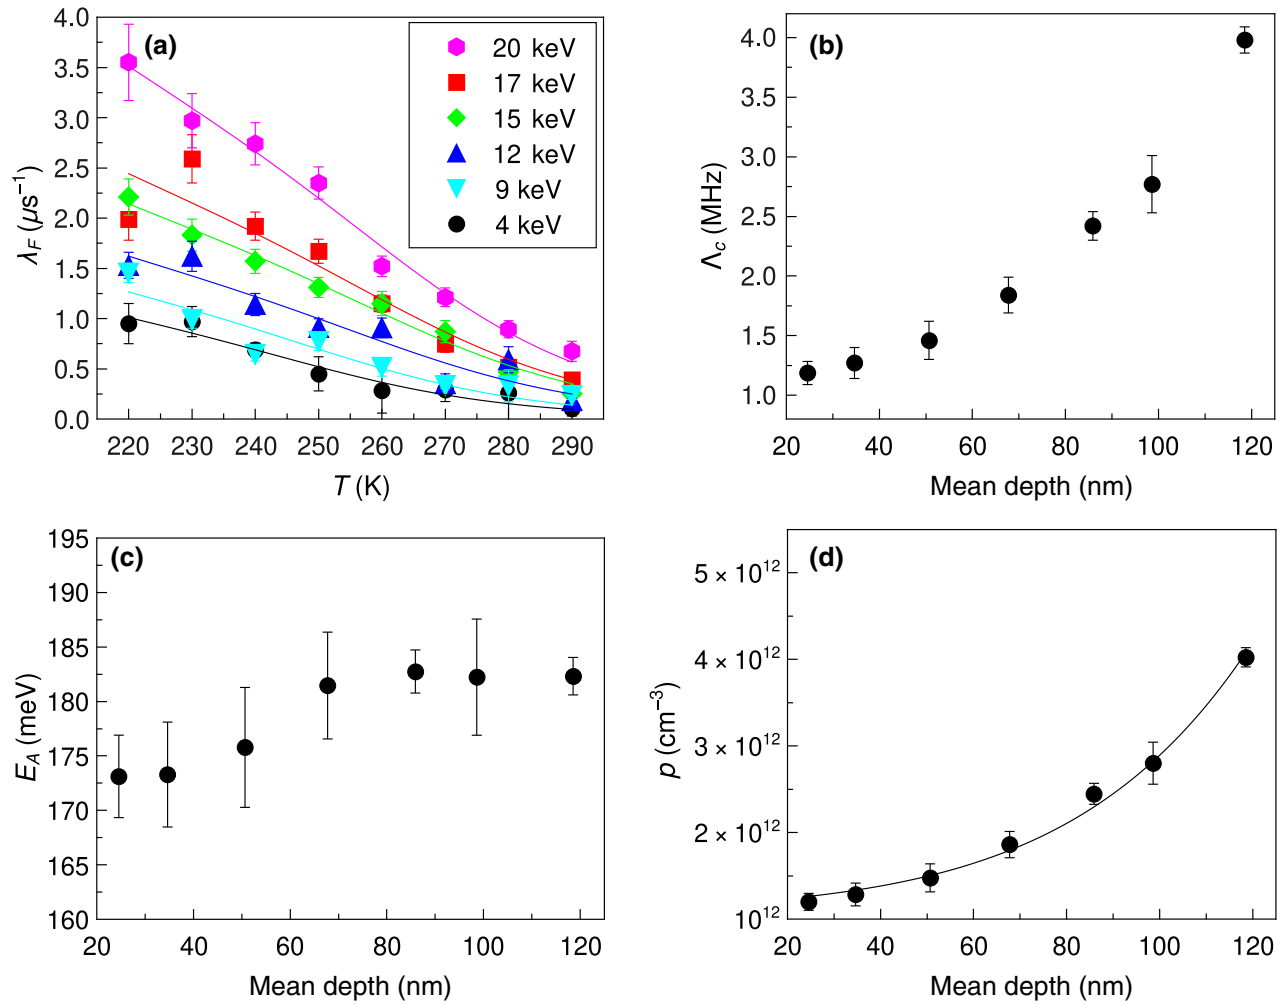 (a)
4.0
3.5
3.0
2.5
2.0
1.5
1.0
0.5
0.0
λ_F (μs⁻¹)
20 keV
17 keV
15 keV
12 keV
9 keV
4 keV
220 230 240 250 260 270 280 290
T (K)
(b)
4.0
3.5
3.0
2.5
4.0
2.0
1.5
1.0
Λ_c (MHz)
20 40 60 80 100 120
Mean depth (nm)
(c)
195
190
185
180
175
170
165
160
E_A (meV)
20 40 60 80 100 120
Mean depth (nm)
(d)
5 × 10¹²
4 × 10¹²
3 × 10¹²
2 × 10¹²
10¹²
p (cm⁻³)
20 40 60 80 100 120
Mean depth (nm)